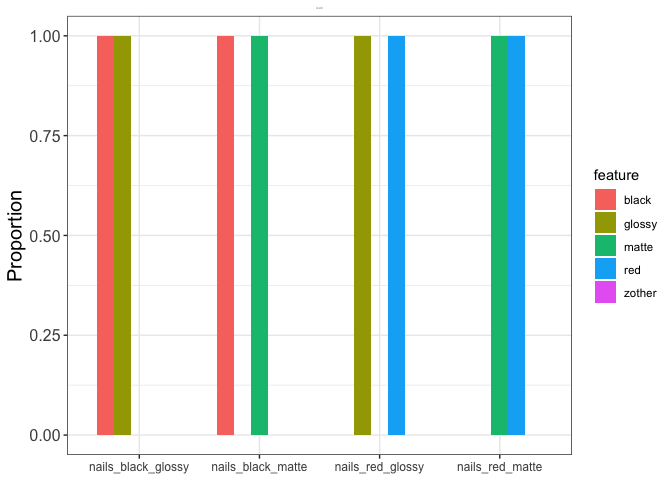 1.00
0.75
0.50
0.25
0.00
Proportion
nails_black_glossy
nails_black_matte
nails_red_glossy
nails_red_matte
feature
black
glossy
matte
red
zother